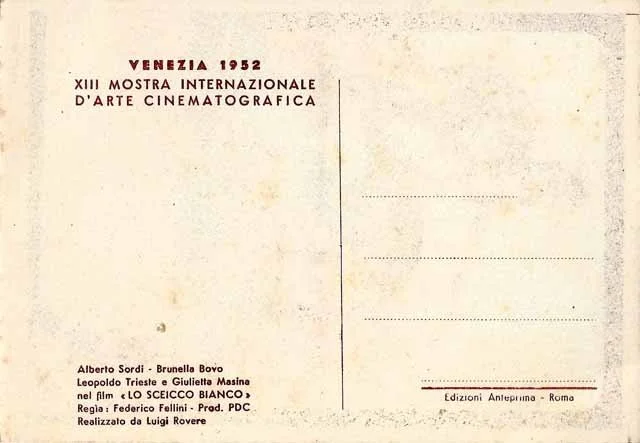 VENEZIA 1952
XIII MOSTRA INTERNAZIONALE
D'ARTE CINEMATOGRAFICA
Alberto Sordi - Brunella Bovo
Leopoldo Trieste e Giulietta Masina
nel film «LO SCEICCO BIANCO»
Regia: Federico Fellini - Prod. PDC
Realizzato da Luigi Rovere
Edizioni Anteprima - Roma